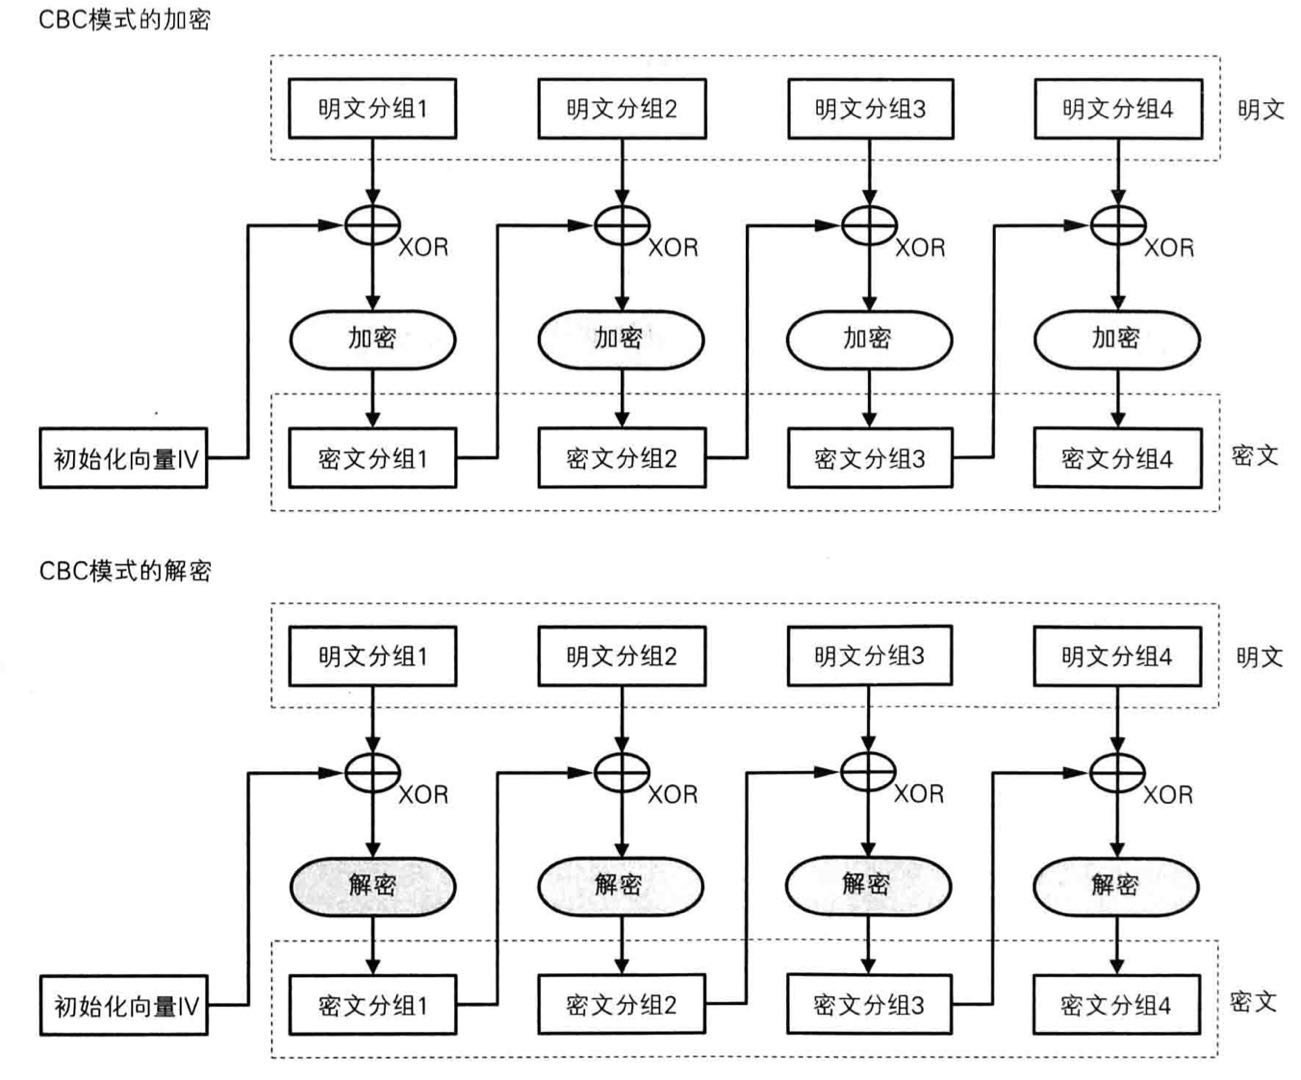 CBC模式的加密
明文分组1 明文分组2 明文分组3 明文分组4 明文
XOR XOR XOR XOR
加密 加密 加密 加密
初始化向量IV 密文分组1 密文分组2 密文分组3 密文分组4 密文
CBC模式的解密
明文分组1 明文分组2 明文分组3 明文分组4 明文
XOR XOR XOR XOR
解密 解密 解密 解密
初始化向量IV 密文分组1 密文分组2 密文分组3 密文分组4 密文